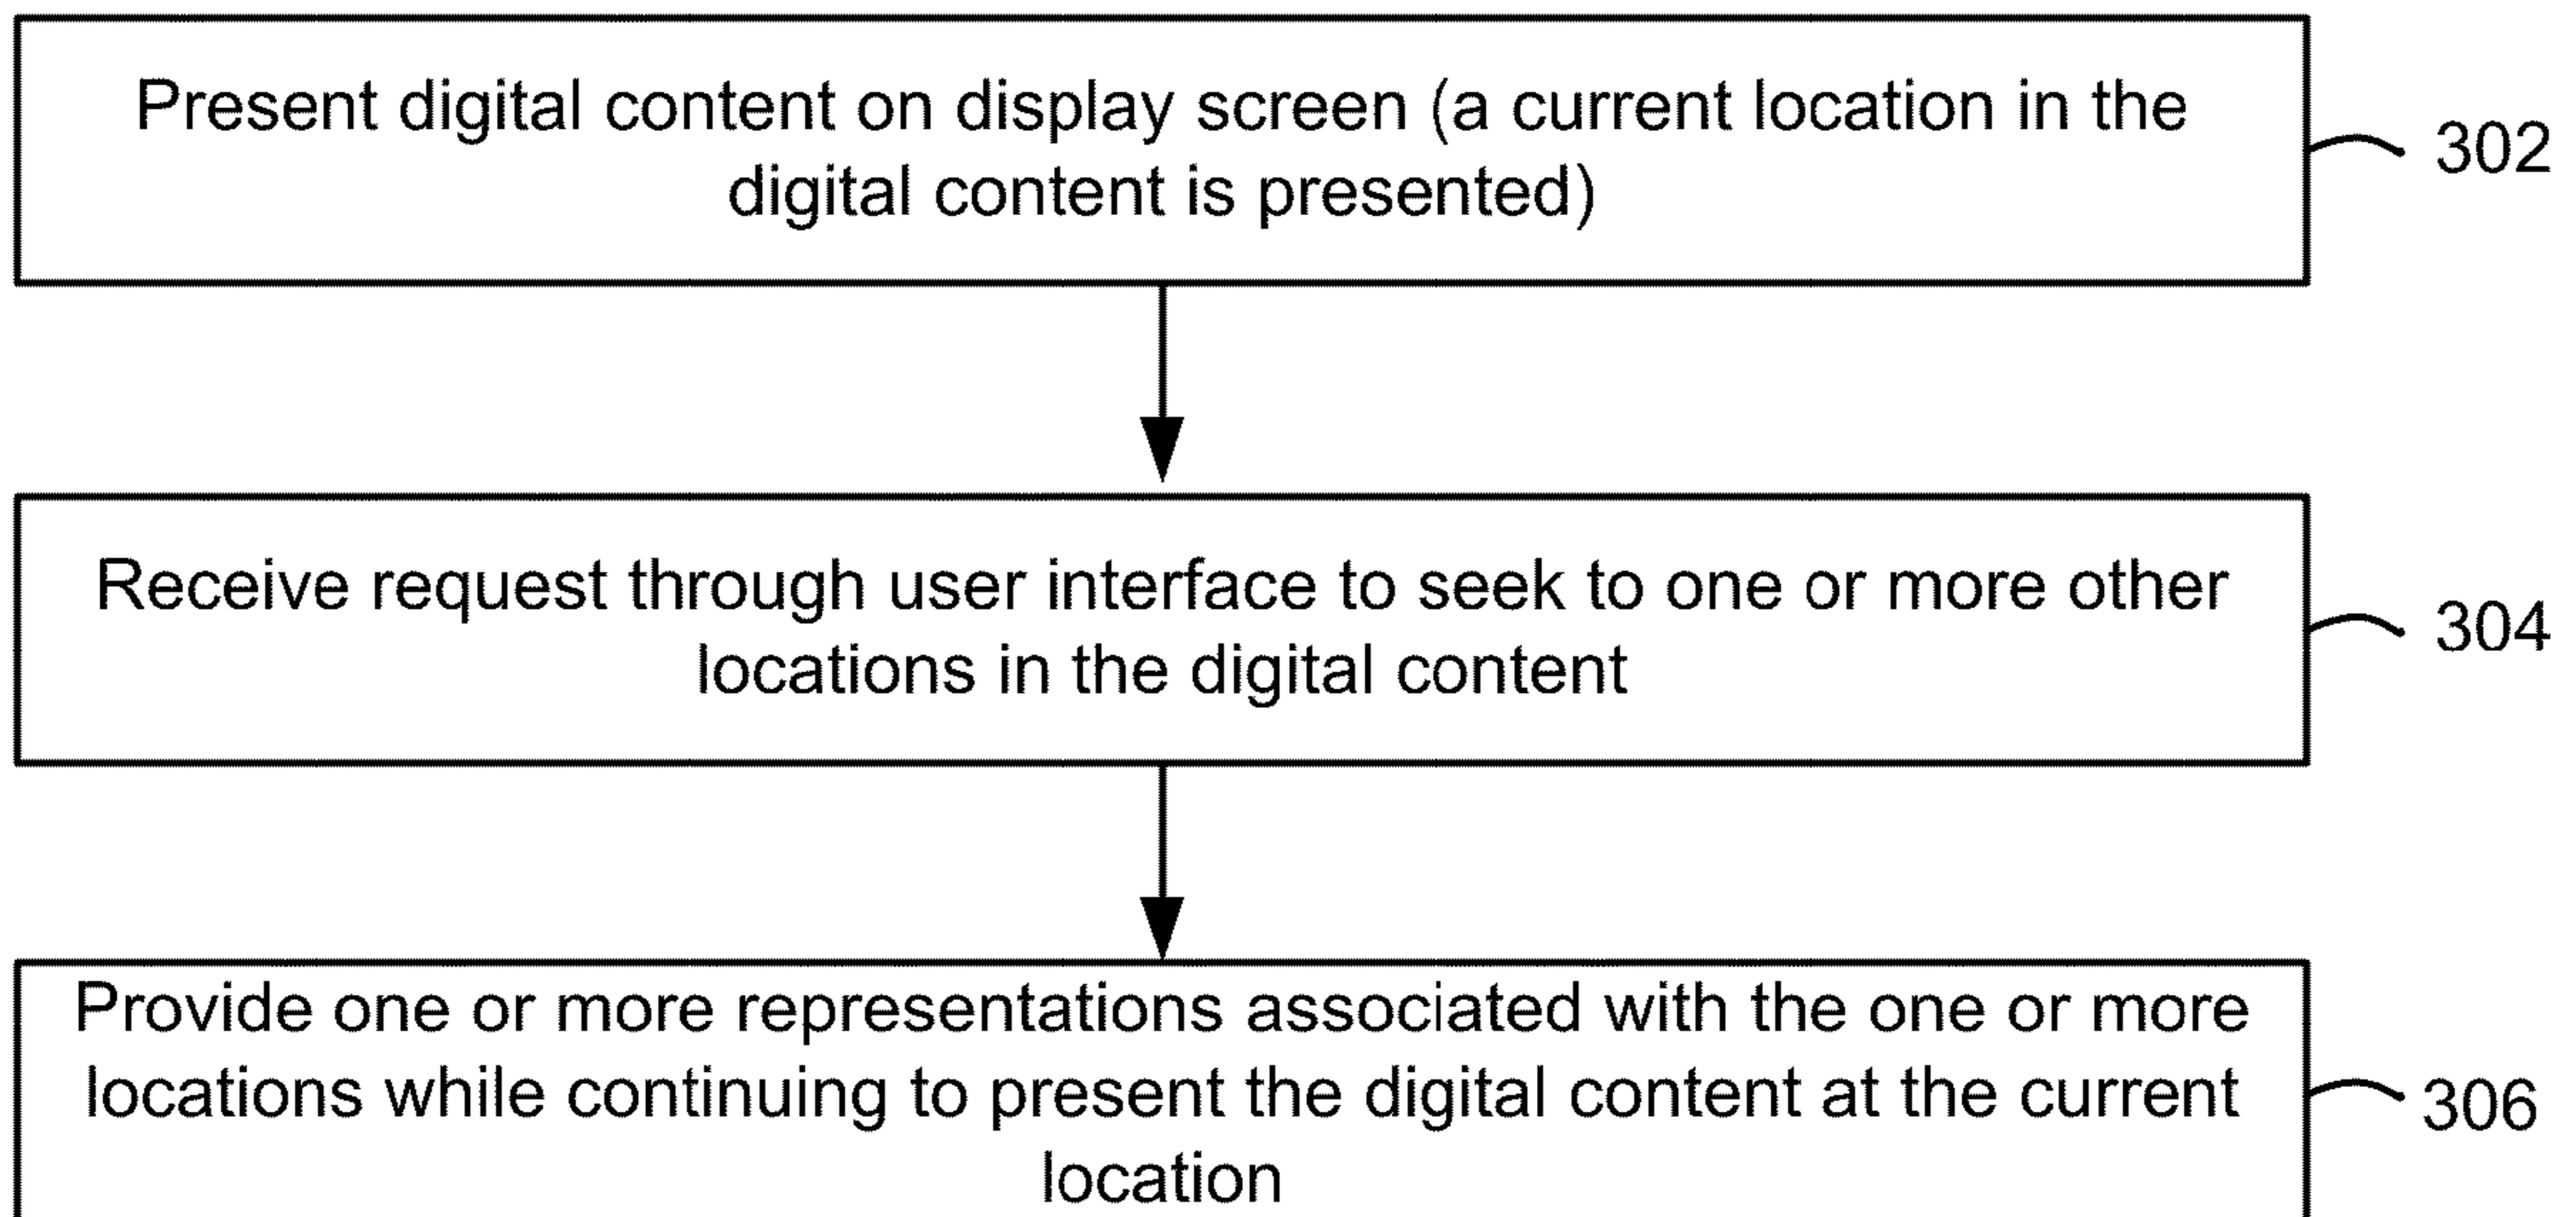 Present digital content on display screen (a current location in the
digital content is presented)
302
Receive request through user interface to seek to one or more other
locations in the digital content
304
Provide one or more representations associated with the one or more
locations while continuing to present the digital content at the current
location
306